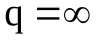 q =∞